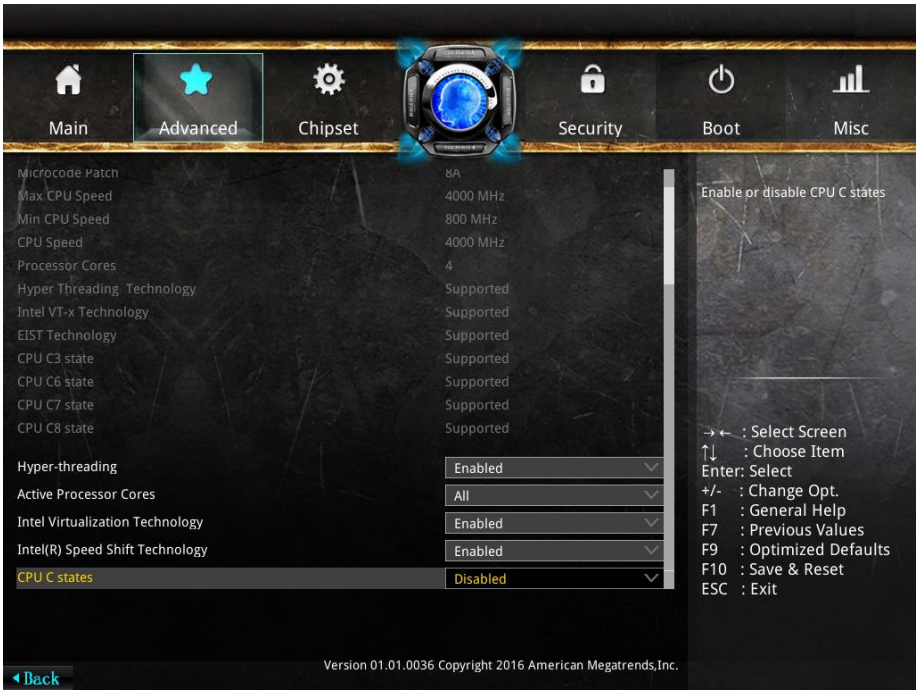 Main
Advanced
Chipset
Security
Boot
Misc
Microcode Patch 8A
Max CPU Speed 4000 MHz
Min CPU Speed 800 MHz
CPU Speed 4000 MHz
Processor Cores 4
Hyper Threading Technology Supported
Intel VT-x Technology Supported
EIST Technology Supported
CPU C3 state Supported
CPU C6 state Supported
CPU C7 state Supported
CPU C8 state Supported
Hyper-threading Enabled
Active Processor Cores All
Intel Virtualization Technology Enabled
Intel(R) Speed Shift Technology Enabled
CPU C states Disabled
Enable or disable CPU C states
→← : Select Screen
↑↓ : Choose Item
Enter: Select
+/- : Change Opt.
F1 : General Help
F7 : Previous Values
F9 : Optimized Defaults
F10 : Save & Reset
ESC : Exit
Version 01.01.0036 Copyright 2016 American Megatrends,Inc.
Back